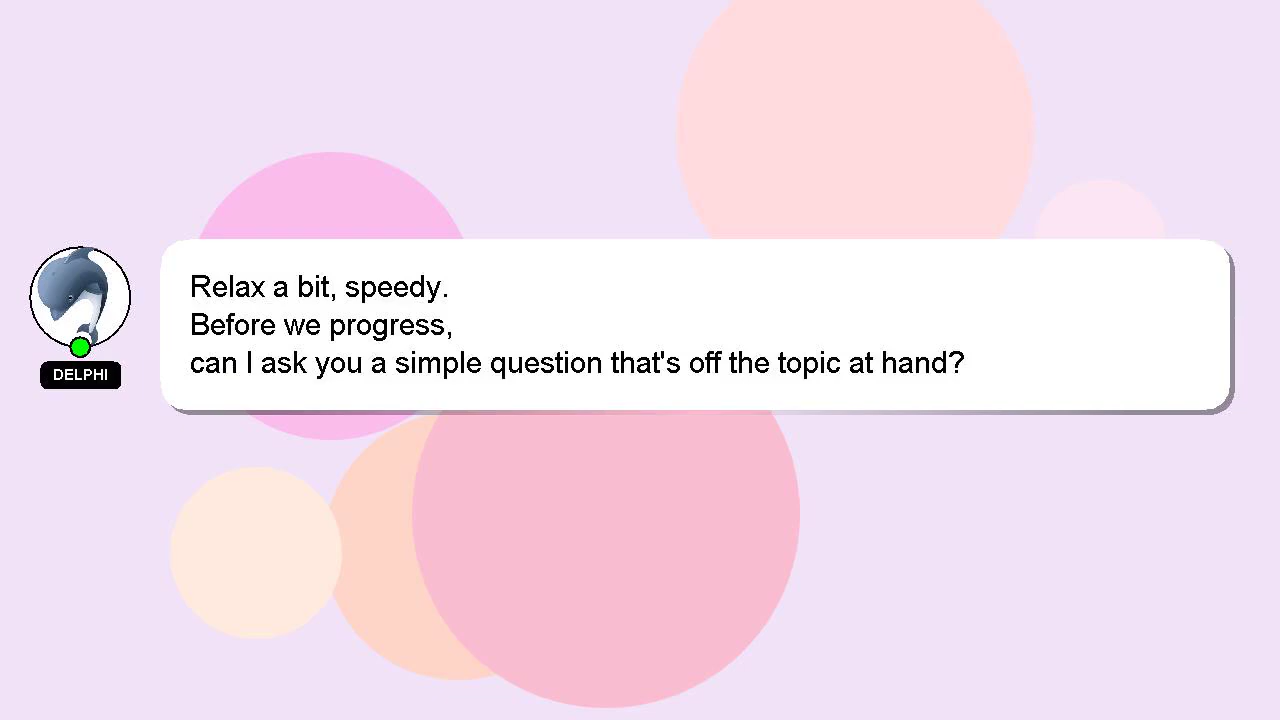 Relax a bit, speedy.
Before we progress,
can I ask you a simple question that's off the topic at hand?
DELPHI